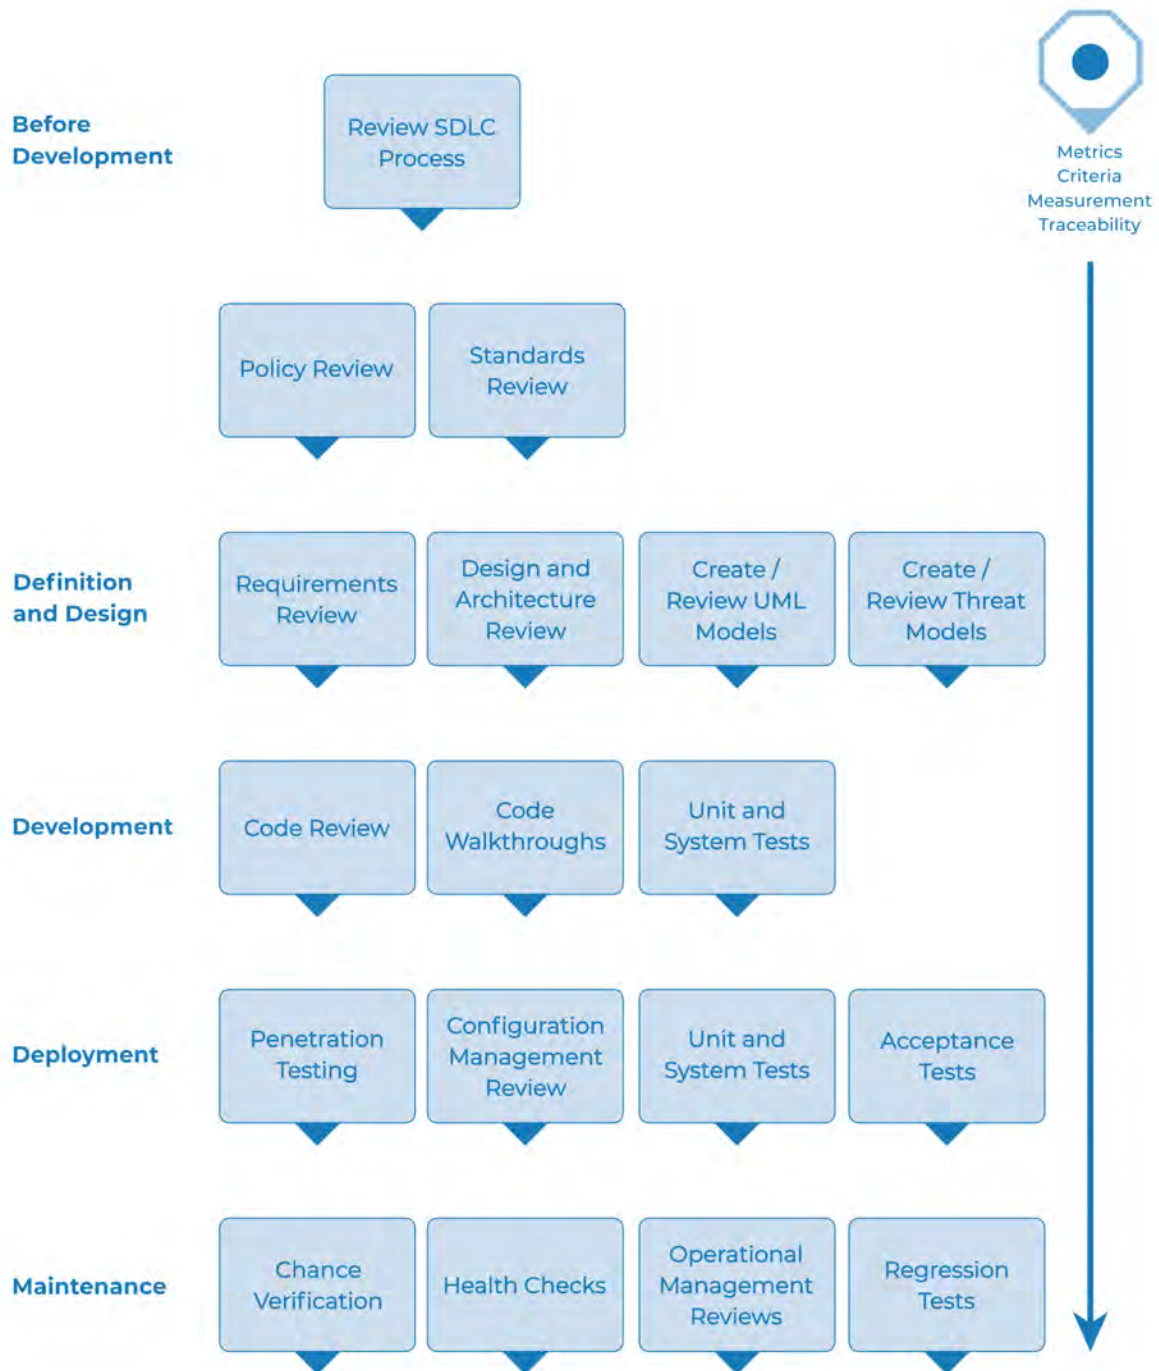 Metrics
Criteria
Measurement
Traceability
Before
Development
Review SDLC
Process
Policy Review
Standards
Review
Definition
and Design
Requirements
Review
Design and
Architecture
Review
Create /
Review UML
Models
Create /
Review Threat
Models
Development
Code Review
Code
Walkthroughs
Unit and
System Tests
Deployment
Penetration
Testing
Configuration
Management
Review
Unit and
System Tests
Acceptance
Tests
Maintenance
Chance
Verification
Health Checks
Operational
Management
Reviews
Regression
Tests